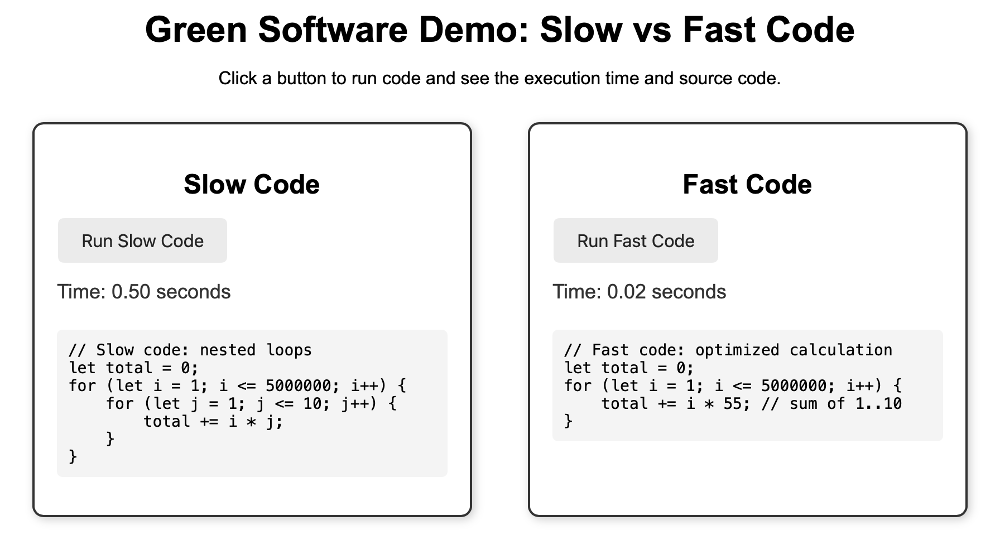 Green Software Demo: Slow vs Fast Code
Click a button to run code and see the execution time and source code.
Slow Code
Run Slow Code
Time: 0.50 seconds
// Slow code: nested loops
let total = 0;
for (let i = 1; i <= 5000000; i++) {
    for (let j = 1; j <= 10; j++) {
        total += i * j;
    }
}
Fast Code
Run Fast Code
Time: 0.02 seconds
// Fast code: optimized calculation
let total = 0;
for (let i = 1; i <= 5000000; i++) {
    total += i * 55; // sum of 1..10
}